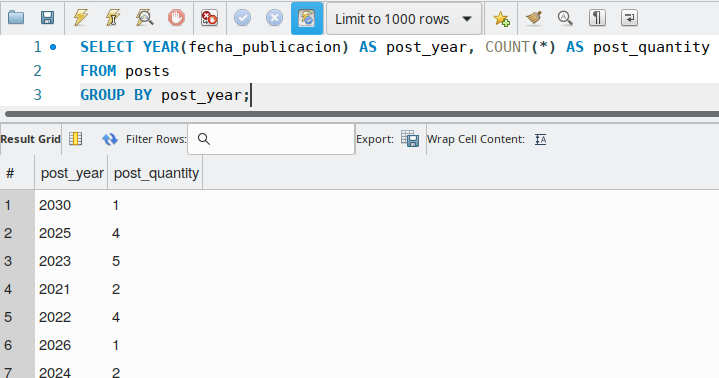 Limit to 1000 rows
1 SELECT YEAR(fecha_publicacion) AS post_year, COUNT(*) AS post_quantity
2 FROM posts
3 GROUP BY post_year;
Result Grid Filter Rows: Export: Wrap Cell Content:
# post_year post_quantity
1 2030 1
2 2025 4
3 2023 5
4 2021 2
5 2022 4
6 2026 1
7 2024 2